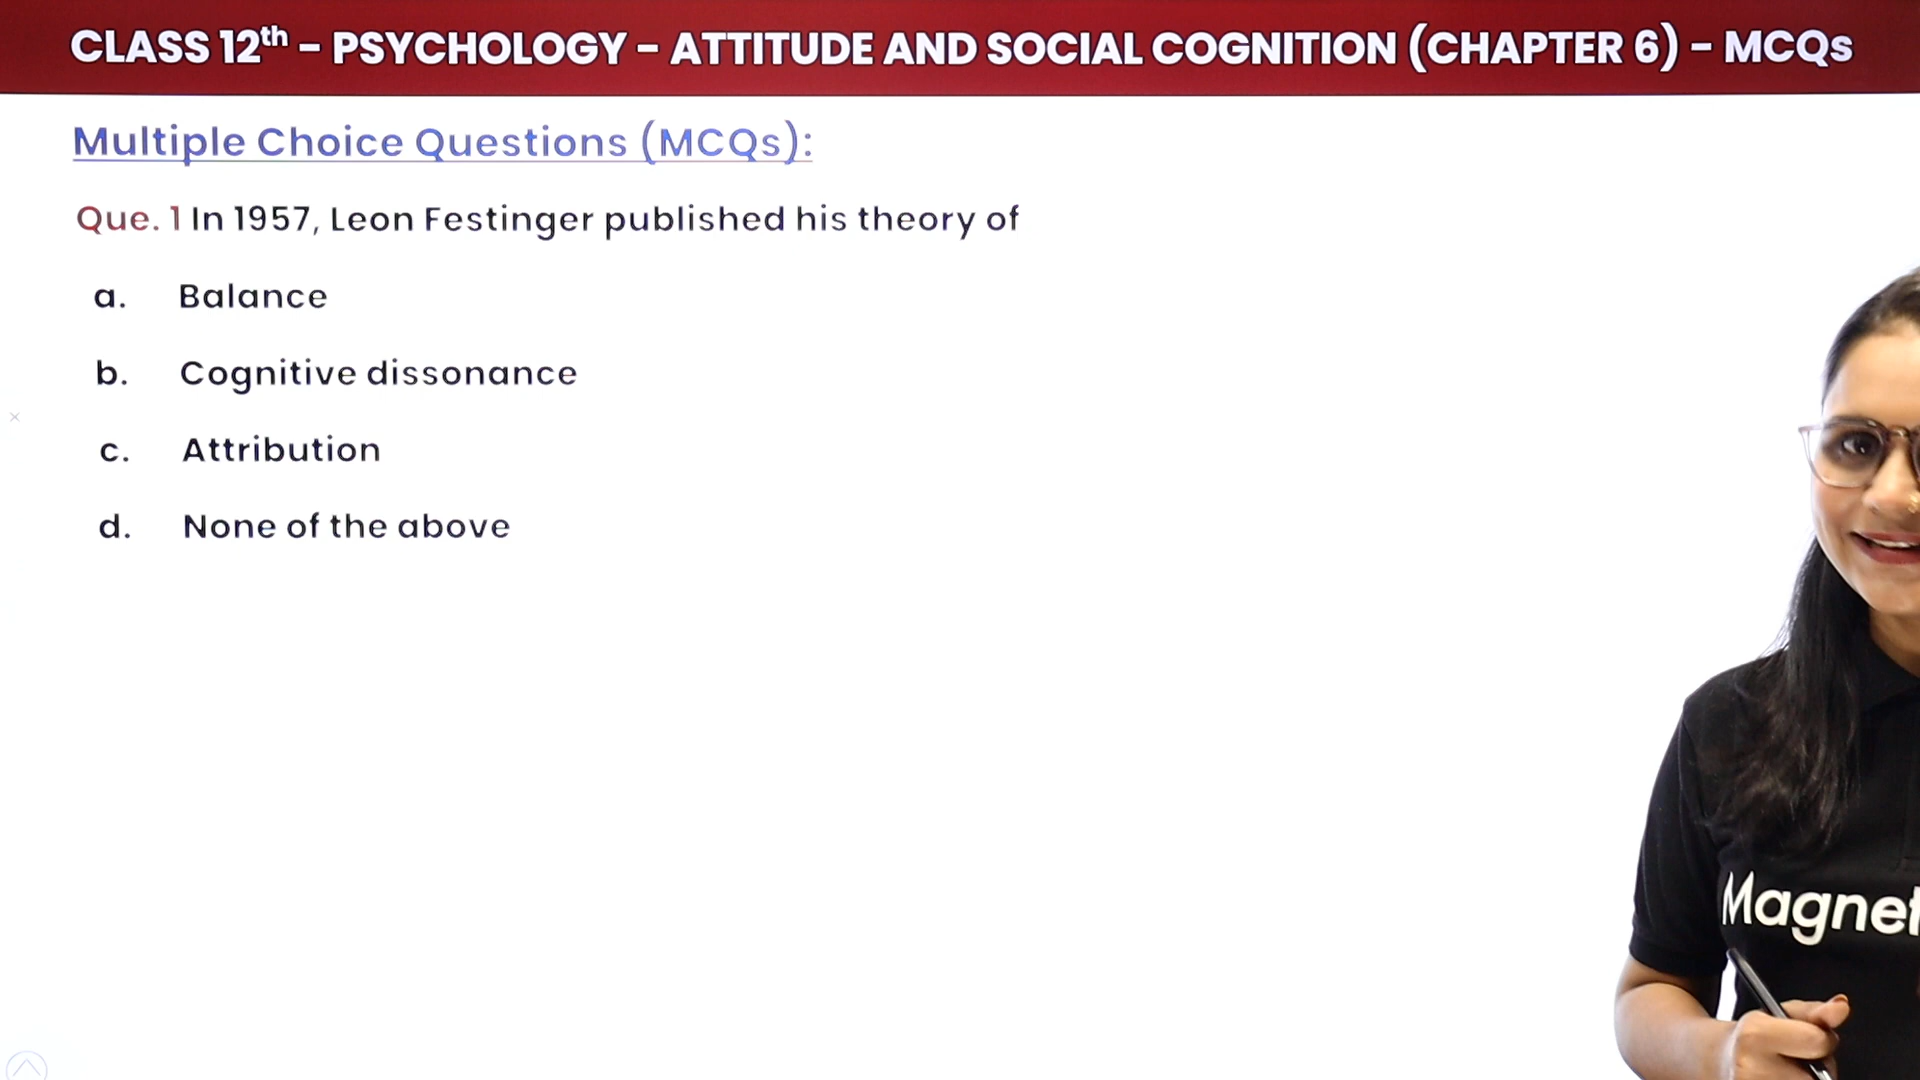 CLASS 12th – PSYCHOLOGY – ATTITUDE AND SOCIAL COGNITION (CHAPTER 6) – MCQs
Multiple Choice Questions (MCQs):
Que. 1 In 1957, Leon Festinger published his theory of
a. Balance
b. Cognitive dissonance
c. Attribution
d. None of the above
Magnet